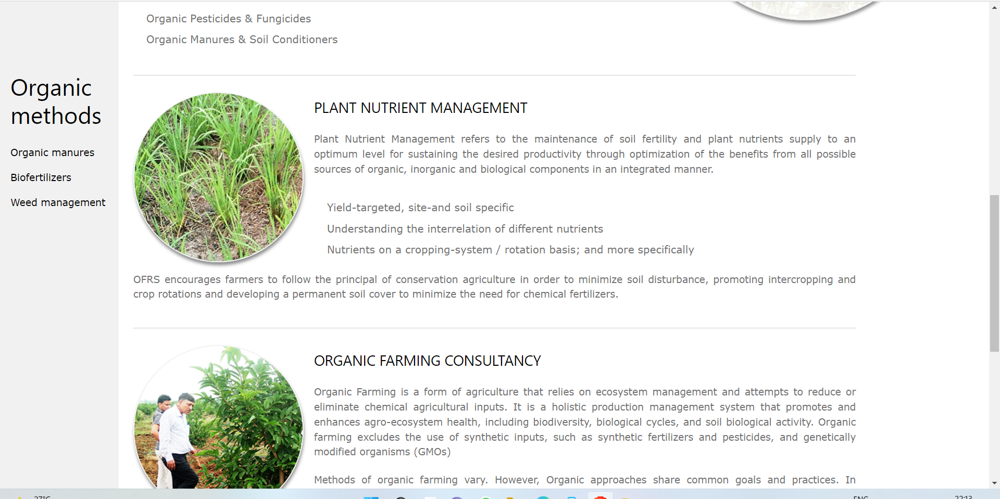 Organic Pesticides & Fungicides
Organic Manures & Soil Conditioners
Organic
methods
Organic manures
Biofertilizers
Weed management
PLANT NUTRIENT MANAGEMENT
Plant Nutrient Management refers to the maintenance of soil fertility and plant nutrients supply to an
optimum level for sustaining the desired productivity through optimization of the benefits from all possible
sources of organic, inorganic and biological components in an integrated manner.
Yield-targeted, site-and soil specific
Understanding the interrelation of different nutrients
Nutrients on a cropping-system / rotation basis; and more specifically
OFRS encourages farmers to follow the principal of conservation agriculture in order to minimize soil disturbance, promoting intercropping and
crop rotations and developing a permanent soil cover to minimize the need for chemical fertilizers.
ORGANIC FARMING CONSULTANCY
Organic Farming is a form of agriculture that relies on ecosystem management and attempts to reduce or
eliminate chemical agricultural inputs. It is a holistic production management system that promotes and
enhances agro-ecosystem health, including biodiversity, biological cycles, and soil biological activity. Organic
farming excludes the use of synthetic inputs, such as synthetic fertilizers and pesticides, and genetically
modified organisms (GMOs)
Methods of organic farming vary. However, Organic approaches share common goals and practices. In
27°C
ENG
22:13